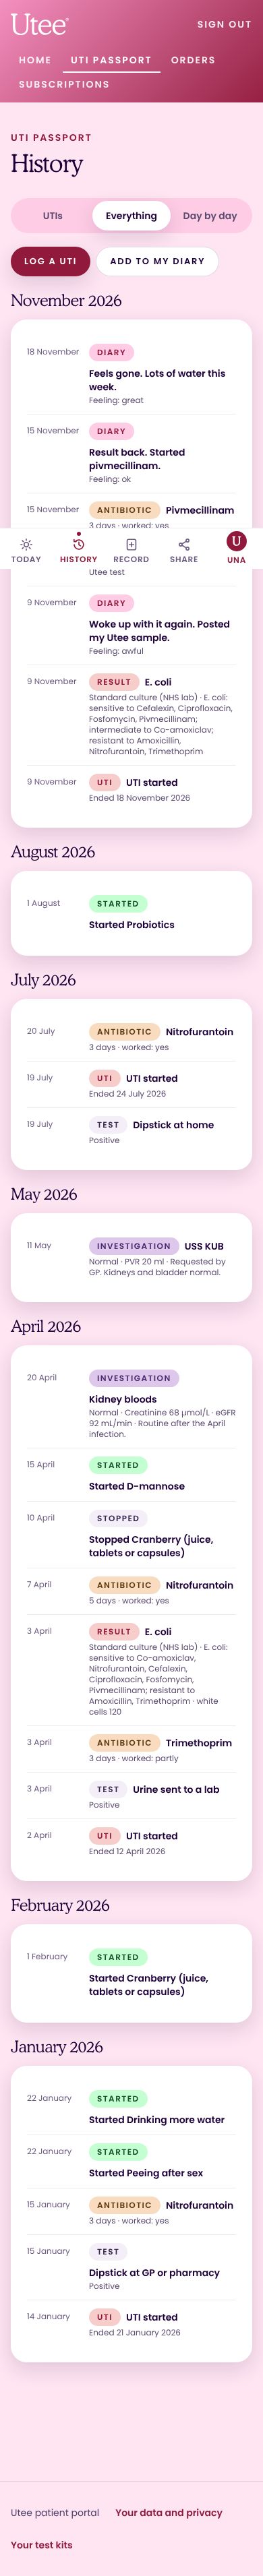 Utee®
SIGN OUT
HOME UTI PASSPORT ORDERS
SUBSCRIPTIONS
UTI PASSPORT
History
UTIs Everything Day by day
LOG A UTI ADD TO MY DIARY
November 2026
18 November DIARY
Feels gone. Lots of water this
week.
Feeling: great
15 November DIARY
Result back. Started
pivmecillinam.
Feeling: ok
15 November ANTIBIOTIC Pivmecillinam
3 days · worked: yes
TODAY HISTORY RECORD SHARE U UNA
Utee test
9 November DIARY
Woke up with it again. Posted
my Utee sample.
Feeling: awful
9 November RESULT E. coli
Standard culture (NHS lab) · E. coli:
sensitive to Cefalexin, Ciprofloxacin,
Fosfomycin, Pivmecillinam;
intermediate to Co-amoxiclav;
resistant to Amoxicillin,
Nitrofurantoin, Trimethoprim
9 November UTI UTI started
Ended 18 November 2026
August 2026
1 August STARTED
Started Probiotics
July 2026
20 July ANTIBIOTIC Nitrofurantoin
3 days · worked: yes
19 July UTI UTI started
Ended 24 July 2026
19 July TEST Dipstick at home
Positive
May 2026
11 May INVESTIGATION USS KUB
Normal · PVR 20 ml · Requested by
GP. Kidneys and bladder normal.
April 2026
20 April INVESTIGATION
Kidney bloods
Normal · Creatinine 68 μmol/L · eGFR
92 mL/min · Routine after the April
infection.
15 April STARTED
Started D-mannose
10 April STOPPED
Stopped Cranberry (juice,
tablets or capsules)
7 April ANTIBIOTIC Nitrofurantoin
5 days · worked: yes
3 April RESULT E. coli
Standard culture (NHS lab) · E. coli:
sensitive to Co-amoxiclav,
Nitrofurantoin, Cefalexin,
Ciprofloxacin, Fosfomycin,
Pivmecillinam; resistant to
Amoxicillin, Trimethoprim · white
cells 120
3 April ANTIBIOTIC Trimethoprim
3 days · worked: partly
3 April TEST Urine sent to a lab
Positive
2 April UTI UTI started
Ended 12 April 2026
February 2026
1 February STARTED
Started Cranberry (juice,
tablets or capsules)
January 2026
22 January STARTED
Started Drinking more water
22 January STARTED
Started Peeing after sex
15 January ANTIBIOTIC Nitrofurantoin
3 days · worked: yes
15 January TEST
Dipstick at GP or pharmacy
Positive
14 January UTI UTI started
Ended 21 January 2026
Utee patient portal Your data and privacy
Your test kits